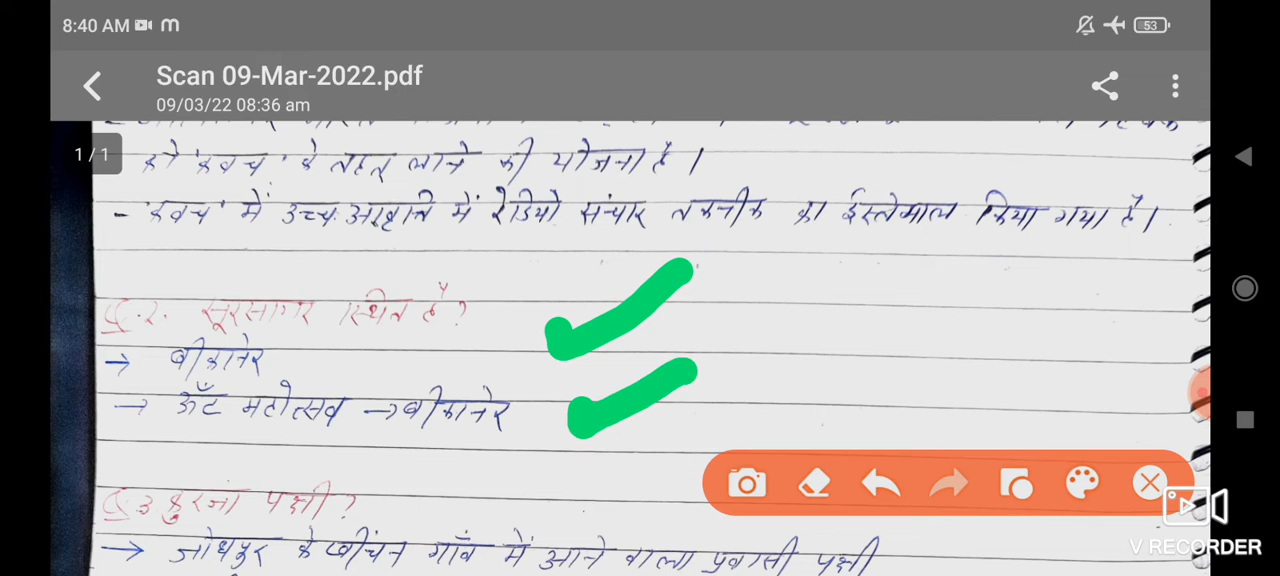 8:40 AM
53
Scan 09-Mar-2022.pdf
09/03/22 08:36 am
1/1
को 'कवच' के तहत लाने की योजना है।
- 'कवच' में उच्च आवृत्ति में रेडियो संचार तकनीक का इस्तेमाल किया गया है।
Q.2. सूरसागर स्थित है?
→ बीकानेर
→ ऊँट महोत्सव → बीकानेर
Q.3 कुरजा पक्षी?
→ जोधपुर के खींचन गाँव में आने वाला प्रवासी पक्षी
V RECORDER